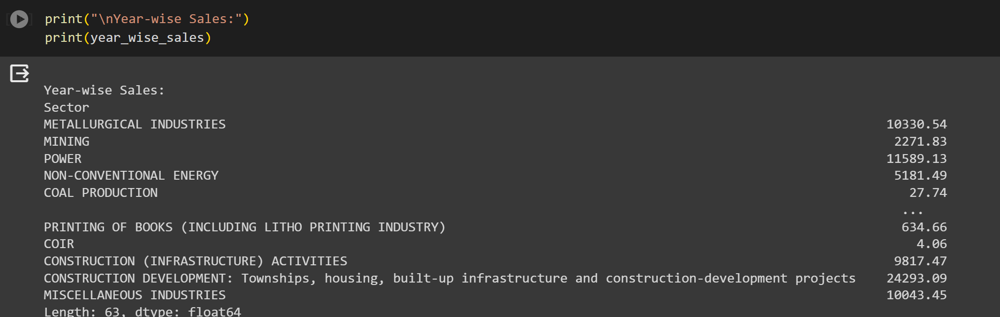 print("\nYear-wise Sales:")
print(year_wise_sales)
Year-wise Sales:
Sector
METALLURGICAL INDUSTRIES 10330.54
MINING 2271.83
POWER 11589.13
NON-CONVENTIONAL ENERGY 5181.49
COAL PRODUCTION 27.74
...
PRINTING OF BOOKS (INCLUDING LITHO PRINTING INDUSTRY) 634.66
COIR 4.06
CONSTRUCTION (INFRASTRUCTURE) ACTIVITIES 9817.47
CONSTRUCTION DEVELOPMENT: Townships, housing, built-up infrastructure and construction-development projects 24293.09
MISCELLANEOUS INDUSTRIES 10043.45
Length: 63, dtype: float64